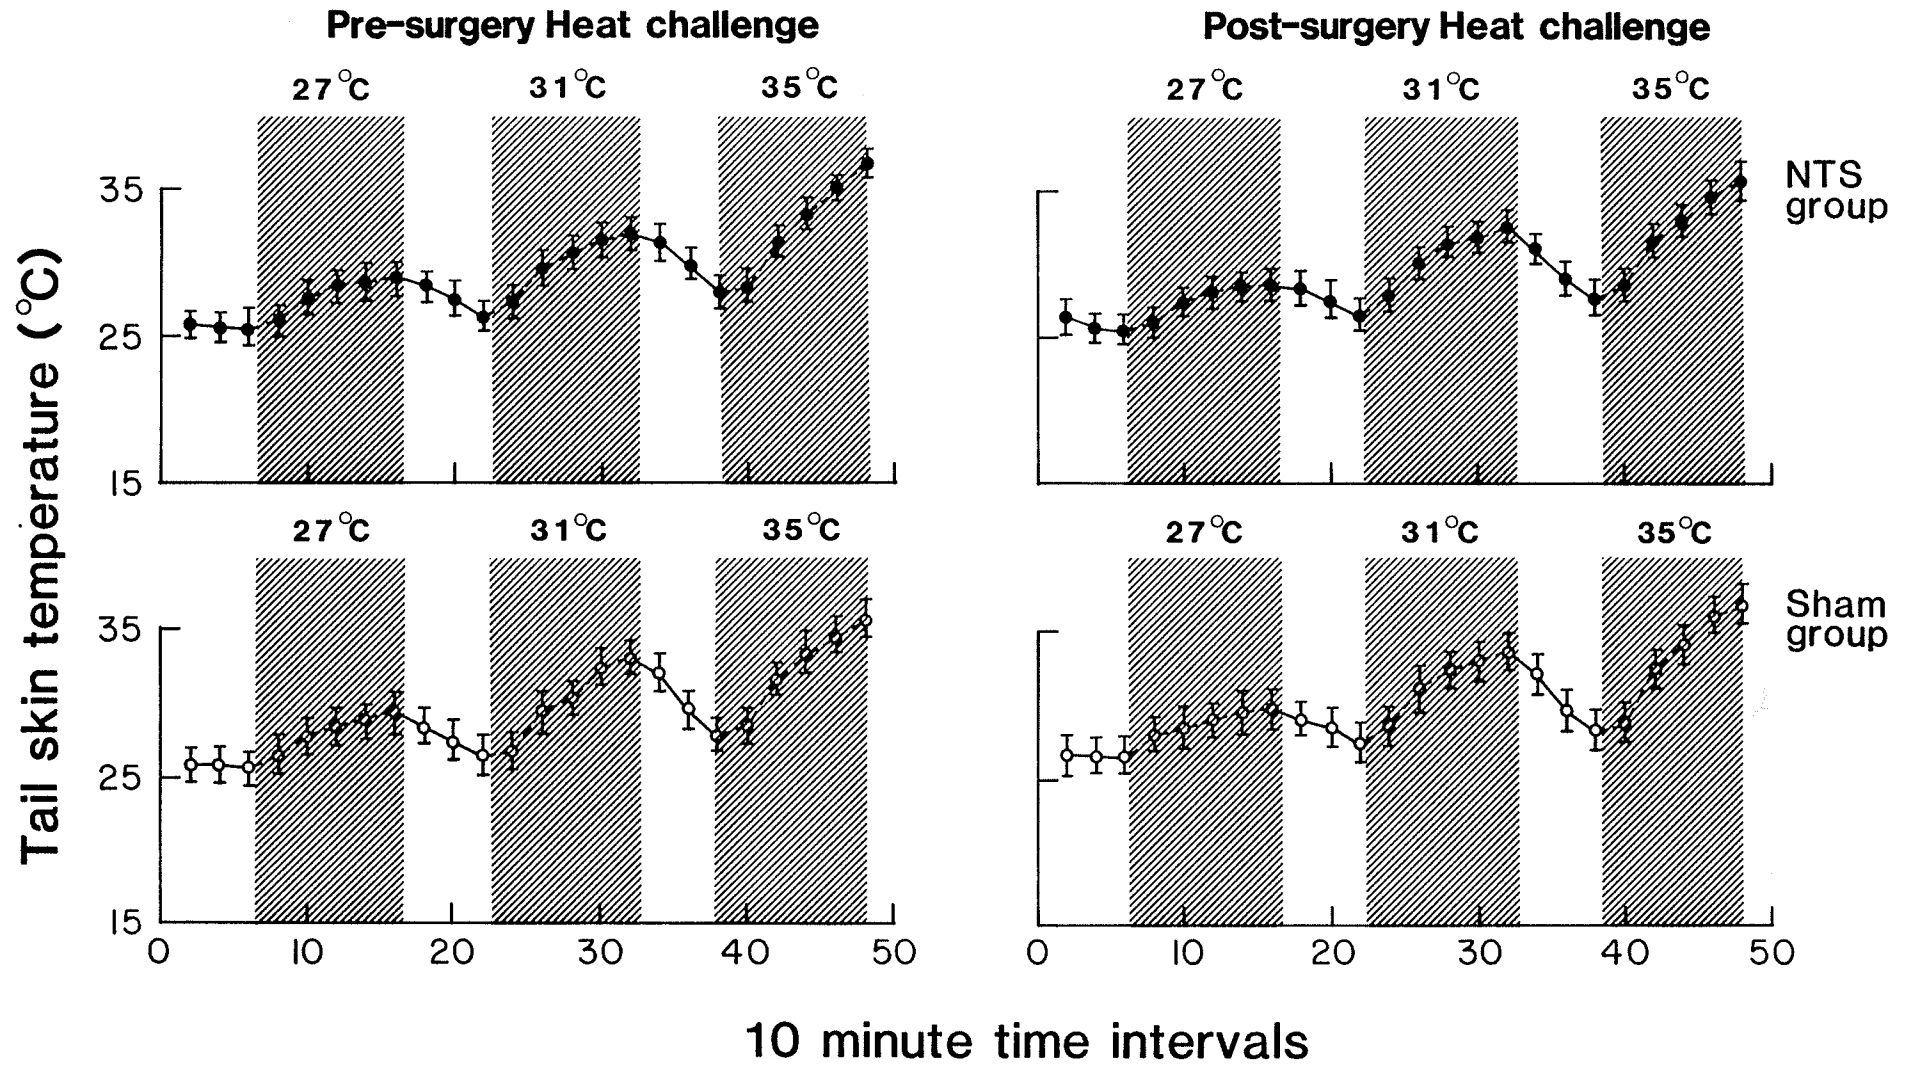 Pre-surgery Heat challenge
Post-surgery Heat challenge
27°C 31°C 35°C
27°C 31°C 35°C
NTS
group
35
25
15
27°C 31°C 35°C
27°C 31°C 35°C
Sham
group
35
25
15
0 10 20 30 40 50
0 10 20 30 40 50
Tail skin temperature (°C)
10 minute time intervals